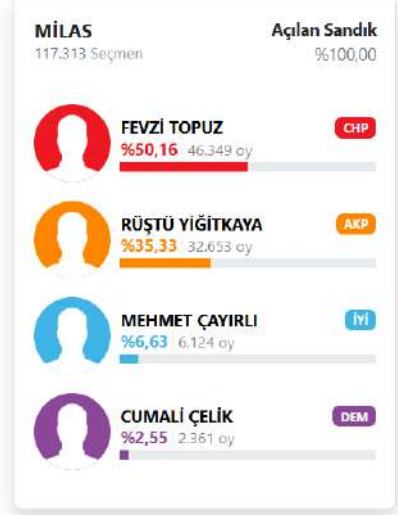 MİLAS
Açılan Sandık
117.313 Seçmen
%100,00
FEVZİ TOPUZ
CHP
%50,16 46.349 oy
RÜŞTÜ YİĞİTKAYA
AKP
%35,33 32.653 oy
MEHMET ÇAYIRLI
İYİ
%6,63 6.124 oy
CUMALİ ÇELİK
DEM
%2,55 2.361 oy